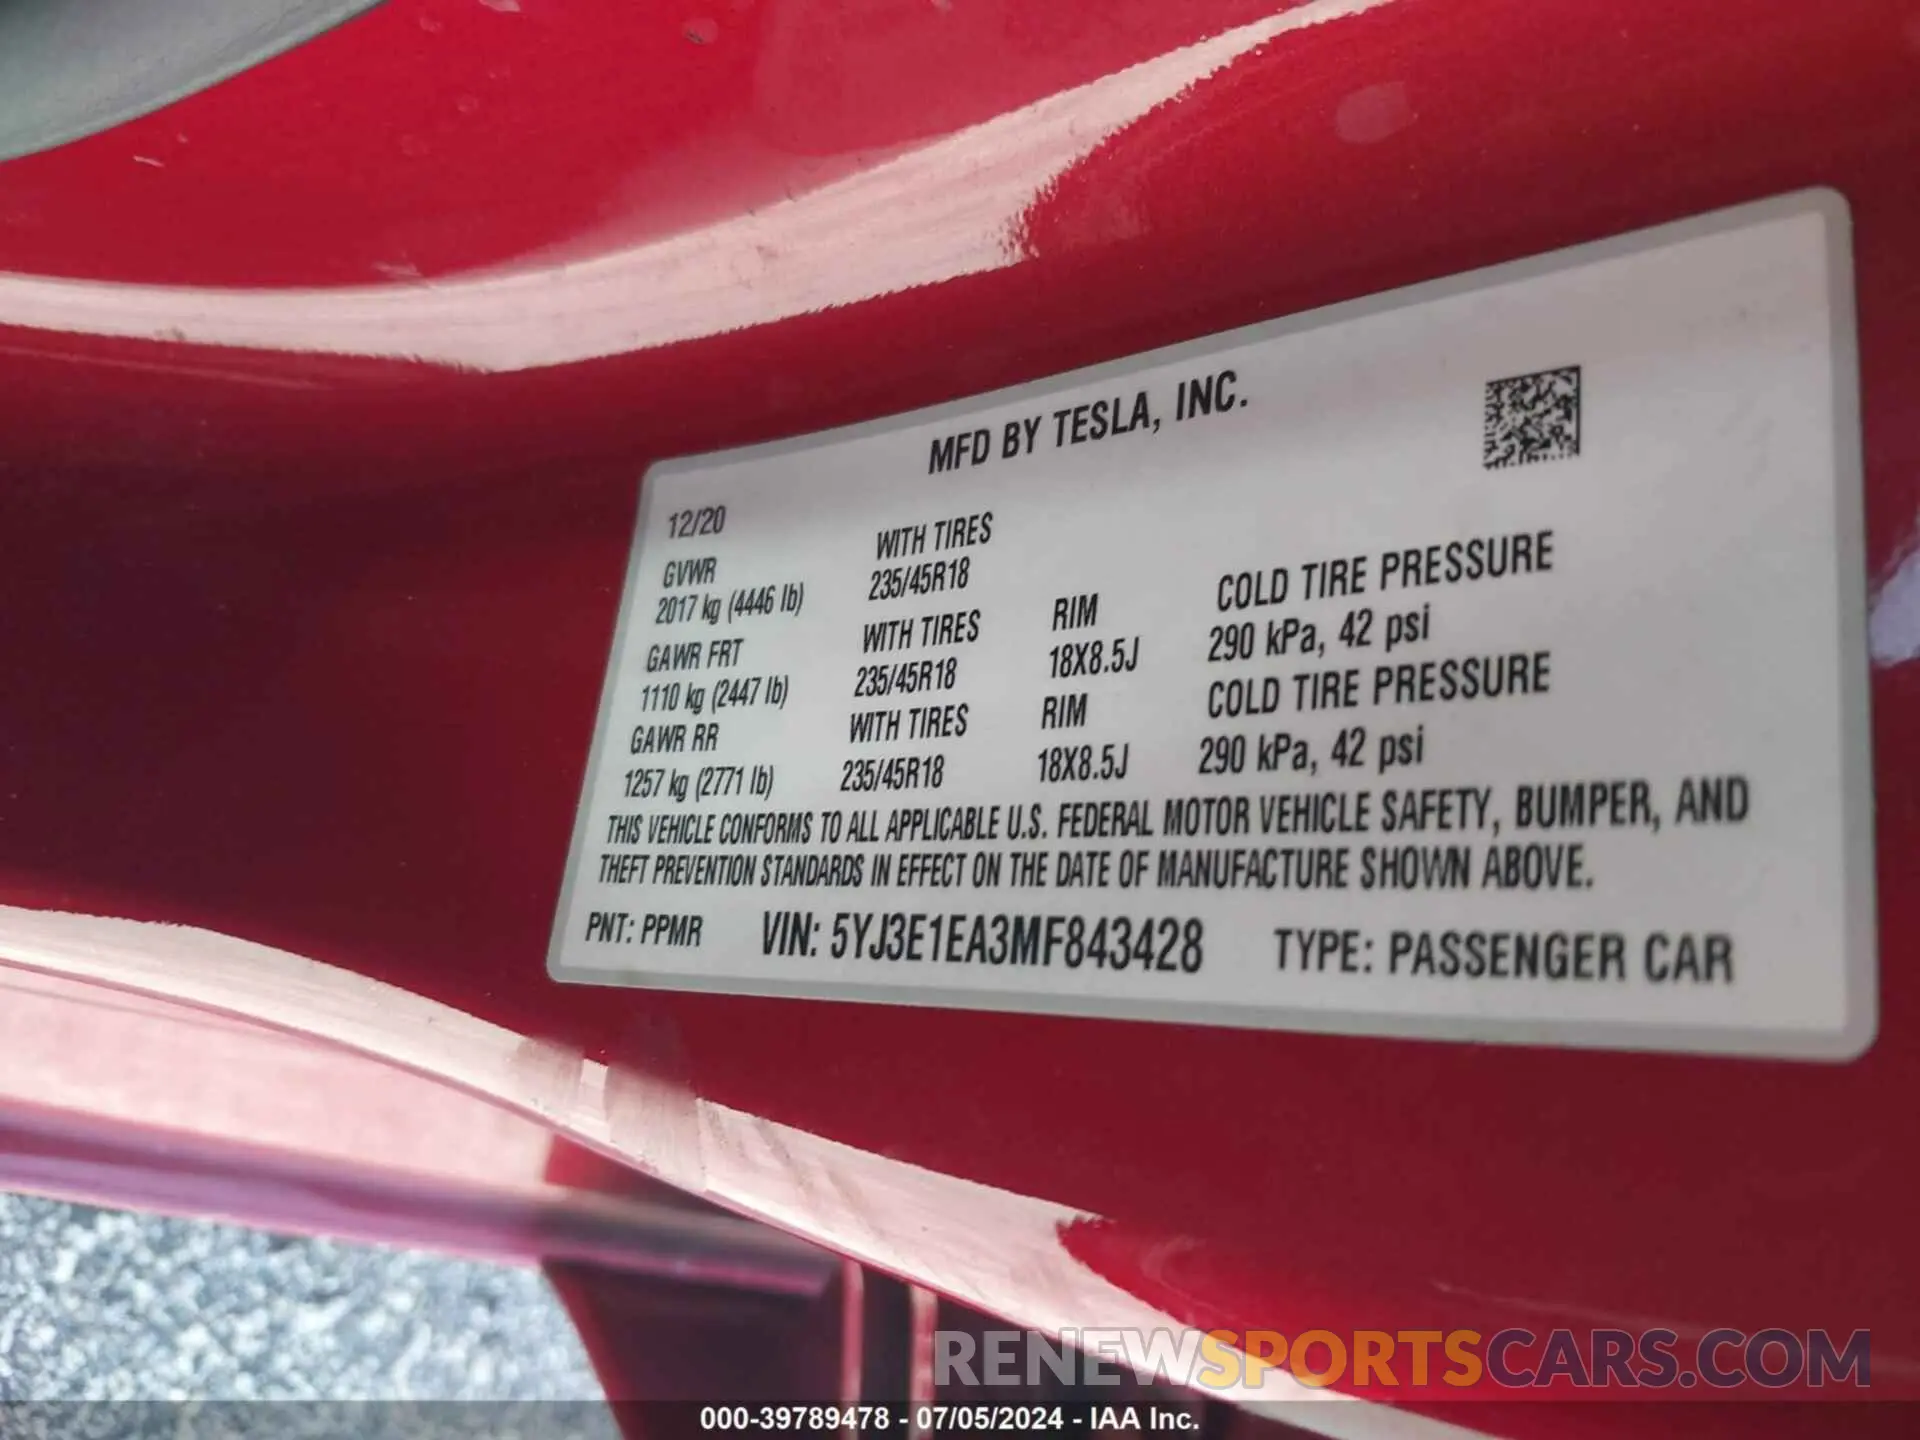 MFD BY TESLA, INC.
12/20
GVWR WITH TIRES
2017 kg (4446 lb) 235/45R18
GAWR FRT WITH TIRES RIM COLD TIRE PRESSURE
1110 kg (2447 lb) 235/45R18 18X8.5J 290 kPa, 42 psi
GAWR RR WITH TIRES RIM COLD TIRE PRESSURE
1257 kg (2771 lb) 235/45R18 18X8.5J 290 kPa, 42 psi
THIS VEHICLE CONFORMS TO ALL APPLICABLE U.S. FEDERAL MOTOR VEHICLE SAFETY, BUMPER, AND
THEFT PREVENTION STANDARDS IN EFFECT ON THE DATE OF MANUFACTURE SHOWN ABOVE.
PNT: PPMR VIN: 5YJ3E1EA3MF843428 TYPE: PASSENGER CAR
RENEWSPORTSCARS.COM
000-39789478 - 07/05/2024 - IAA Inc.